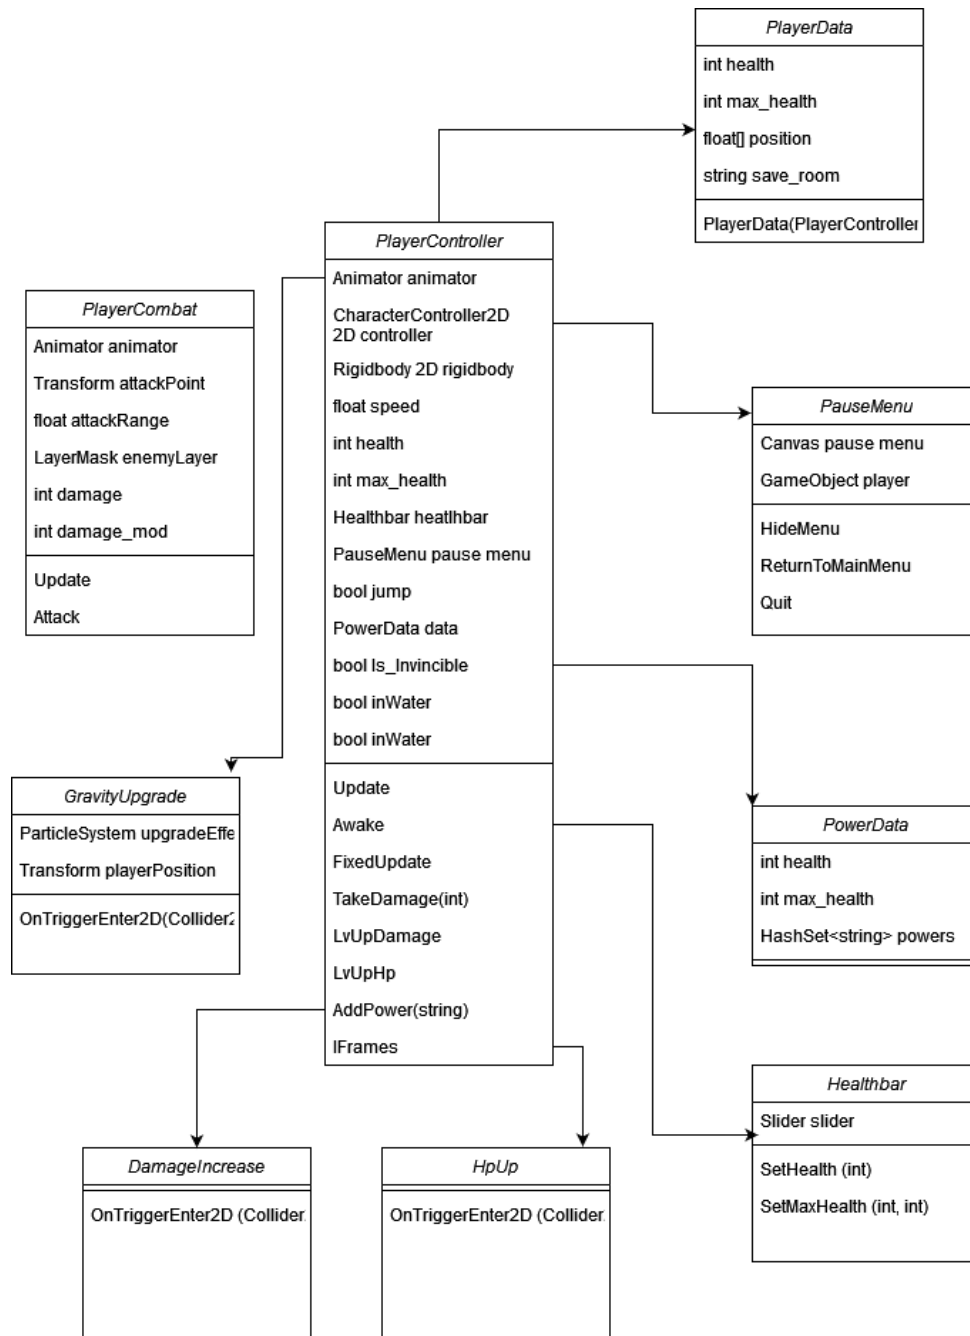 PlayerData
int health
int max_health
float[] position
string save_room
PlayerData(PlayerController
PlayerController
Animator animator
CharacterController2D
2D controller
Rigidbody 2D rigidbody
float speed
int health
int max_health
Healthbar heatlhbar
PauseMenu pause menu
bool jump
PowerData data
bool Is_Invincible
bool inWater
bool inWater
Update
Awake
FixedUpdate
TakeDamage(int)
LvUpDamage
LvUpHp
AddPower(string)
IFrames
PlayerCombat
Animator animator
Transform attackPoint
float attackRange
LayerMask enemyLayer
int damage
int damage_mod
Update
Attack
PauseMenu
Canvas pause menu
GameObject player
HideMenu
ReturnToMainMenu
Quit
GravityUpgrade
ParticleSystem upgradeEffe
Transform playerPosition
OnTriggerEnter2D(Collider2
PowerData
int health
int max_health
HashSet<string> powers
Healthbar
Slider slider
SetHealth (int)
SetMaxHealth (int, int)
DamageIncrease
OnTriggerEnter2D (Collider
HpUp
OnTriggerEnter2D (Collider